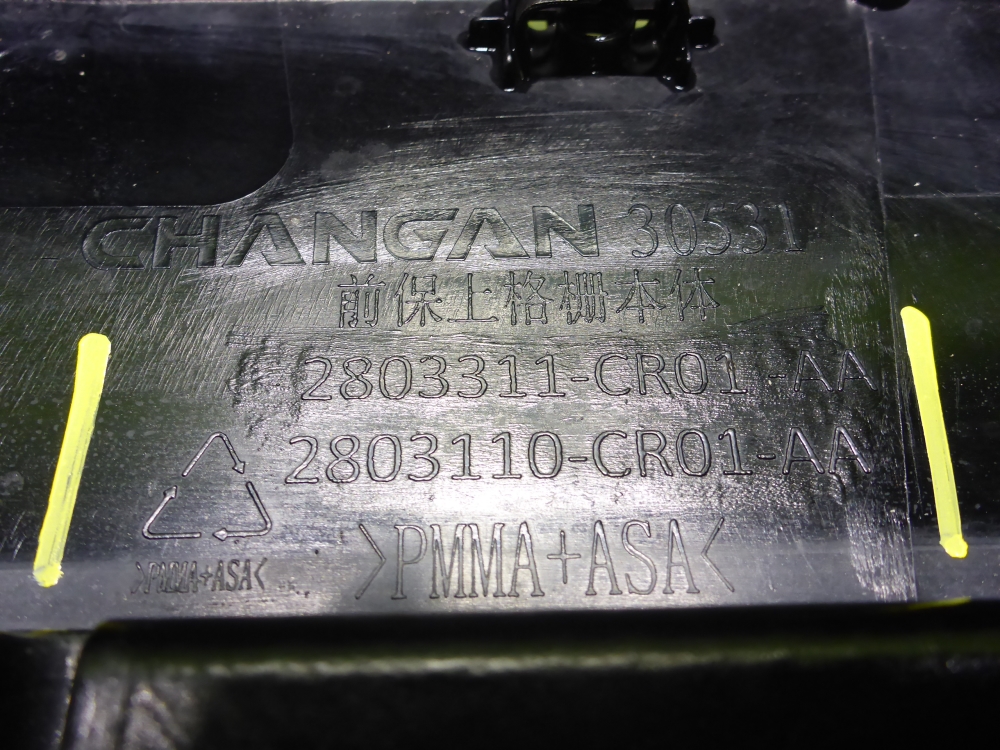 CHANGAN 30531
前保上格栅本体
2803311-CR01-AA
2803110-CR01-AA
>PMMA+ASA<
>PMMA+ASA<